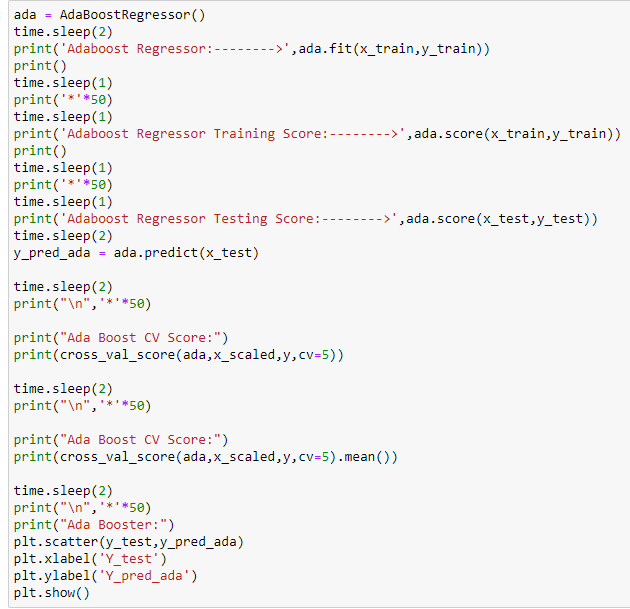 ada = AdaBoostRegressor()
time.sleep(2)
print('Adaboost Regressor:-------->',ada.fit(x_train,y_train))
print()
time.sleep(1)
print('*'*50)
time.sleep(1)
print('Adaboost Regressor Training Score:-------->',ada.score(x_train,y_train))
print()
time.sleep(1)
print('*'*50)
time.sleep(1)
print('Adaboost Regressor Testing Score:-------->',ada.score(x_test,y_test))
time.sleep(2)
y_pred_ada = ada.predict(x_test)

time.sleep(2)
print("\n",'*'*50)

print("Ada Boost CV Score:")
print(cross_val_score(ada,x_scaled,y,cv=5))

time.sleep(2)
print("\n",'*'*50)

print("Ada Boost CV Score:")
print(cross_val_score(ada,x_scaled,y,cv=5).mean())

time.sleep(2)
print("\n",'*'*50)
print("Ada Booster:")
plt.scatter(y_test,y_pred_ada)
plt.xlabel('Y_test')
plt.ylabel('Y_pred_ada')
plt.show()